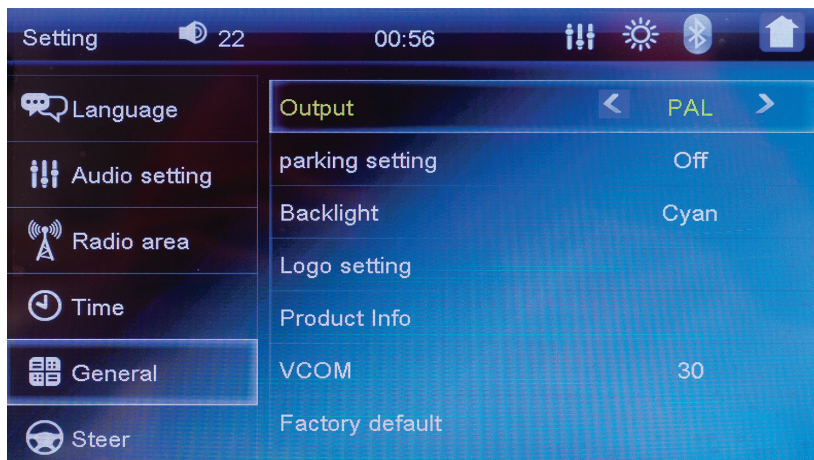 Setting 22 00:56
Language
Audio setting
Radio area
Time
General
Steer
Output PAL
parking setting Off
Backlight Cyan
Logo setting
Product Info
VCOM 30
Factory default